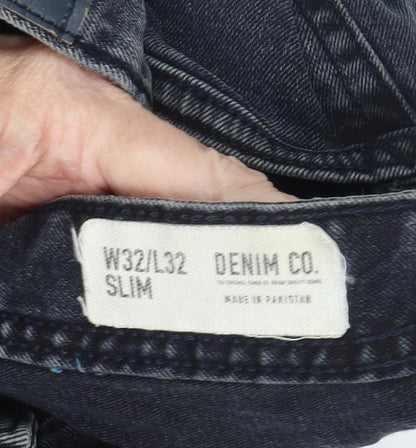 W32/L32
SLIM
DENIM CO.
MADE IN PAKISTAN